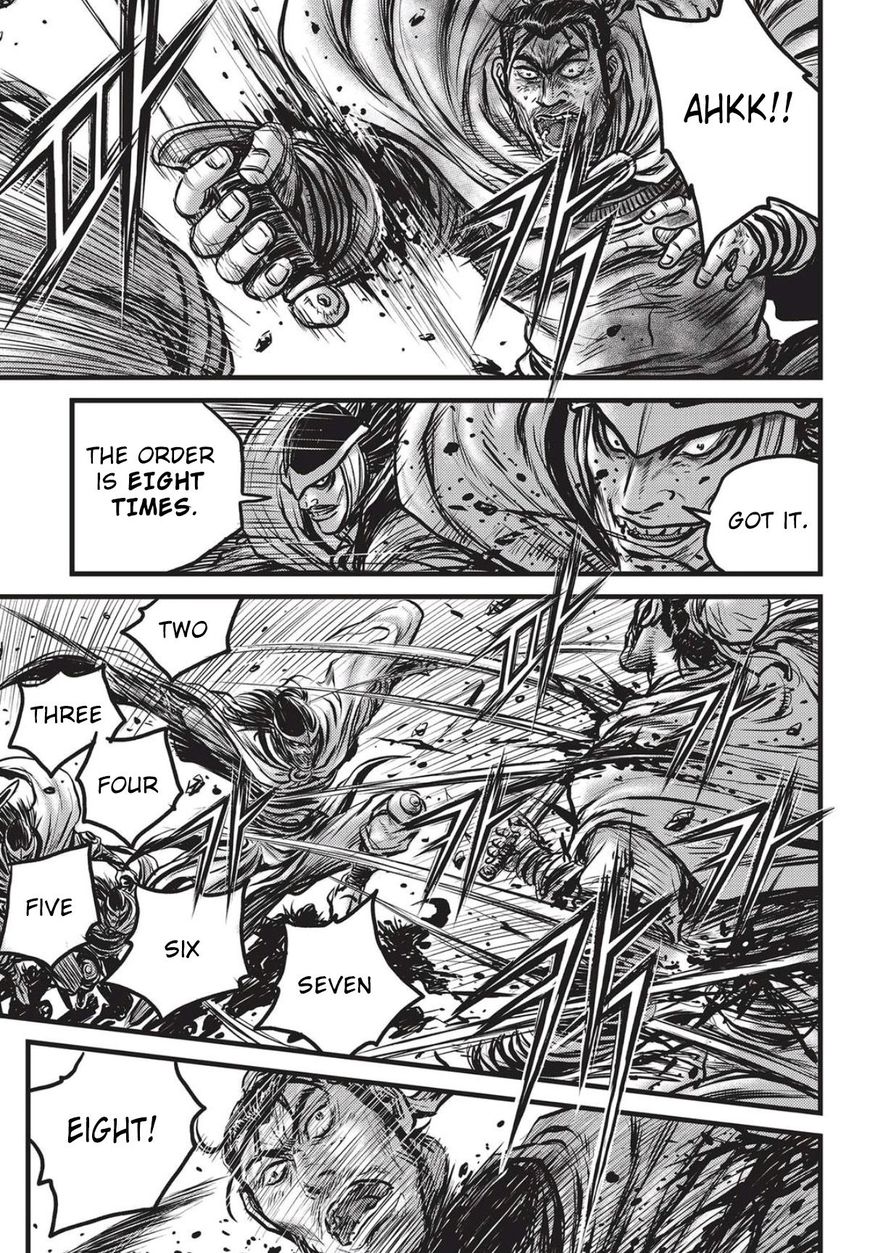 AHKK!!
THE ORDER
IS EIGHT
TIMES.
GOT IT.
TWO
THREE
FOUR
FIVE
SIX
SEVEN
EIGHT!